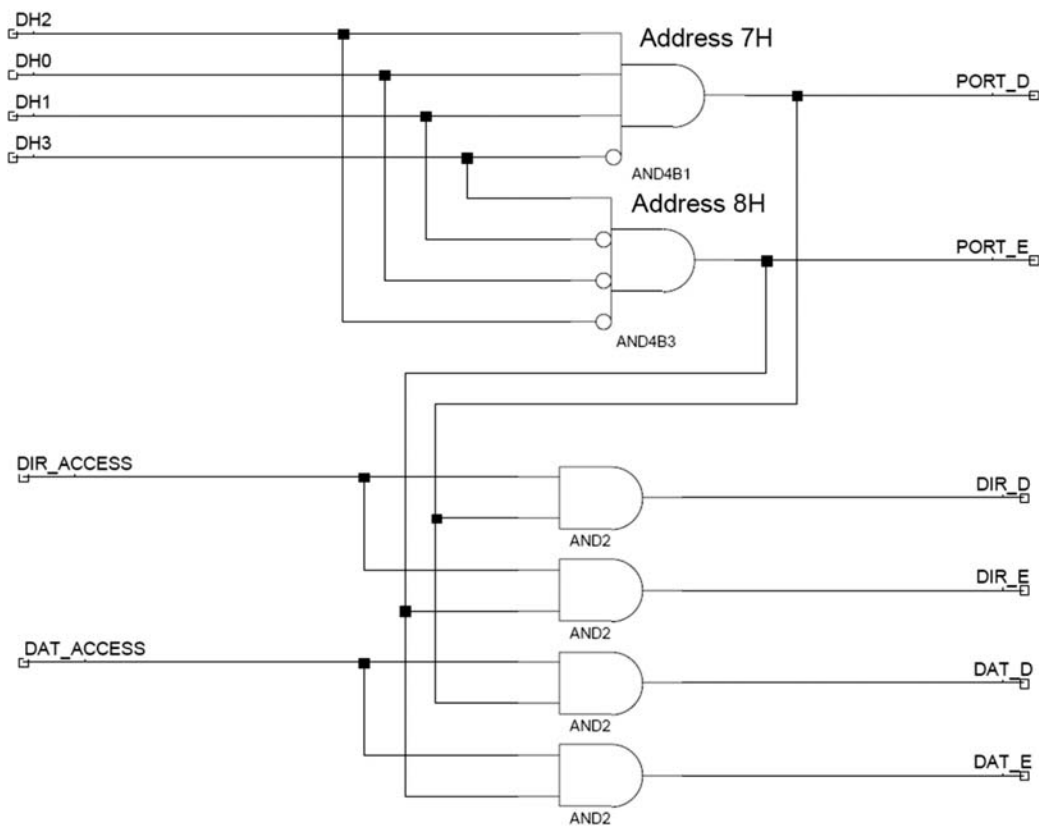 DH2
Address 7H
DH0
PORT_D
DH1
DH3
AND4B1
Address 8H
PORT_E
AND4B3
DIR_ACCESS
DIR_D
AND2
DIR_E
AND2
DAT_ACCESS
DAT_D
AND2
DAT_E
AND2